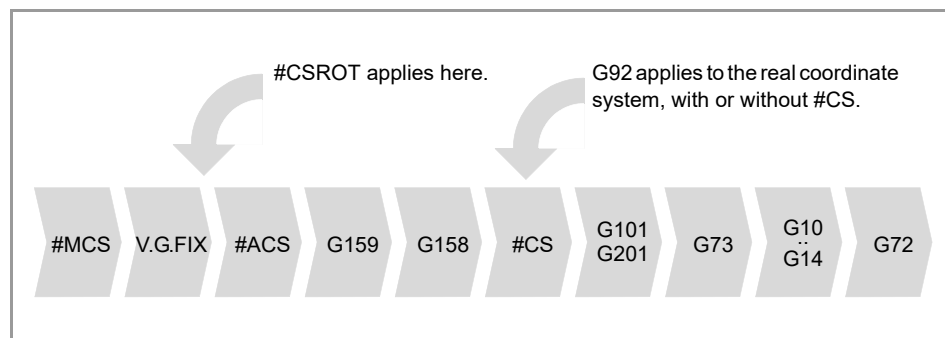 #CSROT applies here.
G92 applies to the real coordinate
system, with or without #CS.
#MCS
V.G.FIX
#ACS
G159
G158
#CS
G101
G201
G73
G10
..
G14
G72